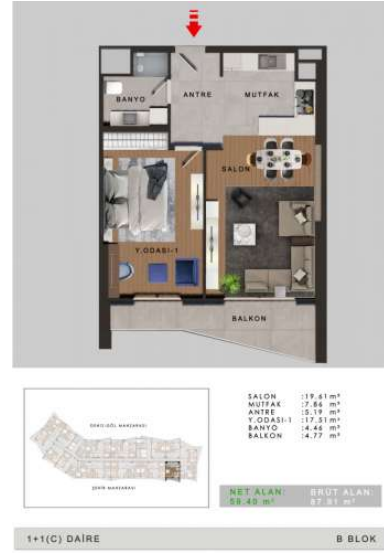 BANYO
ANTRE
MUTFAK
SALON
Y.ODASI-1
BALKON
SALON :19.61 m²
MUTFAK :7.86 m²
ANTRE :5.19 m²
Y.ODASI-1 :17.51 m²
BANYO :4.46 m²
BALKON :4.77 m²
ŞEHİR MANZARASI
NET ALAN: BRÜT ALAN:
59.40 m² 87.91 m²
1+1(C) DAİRE B BLOK